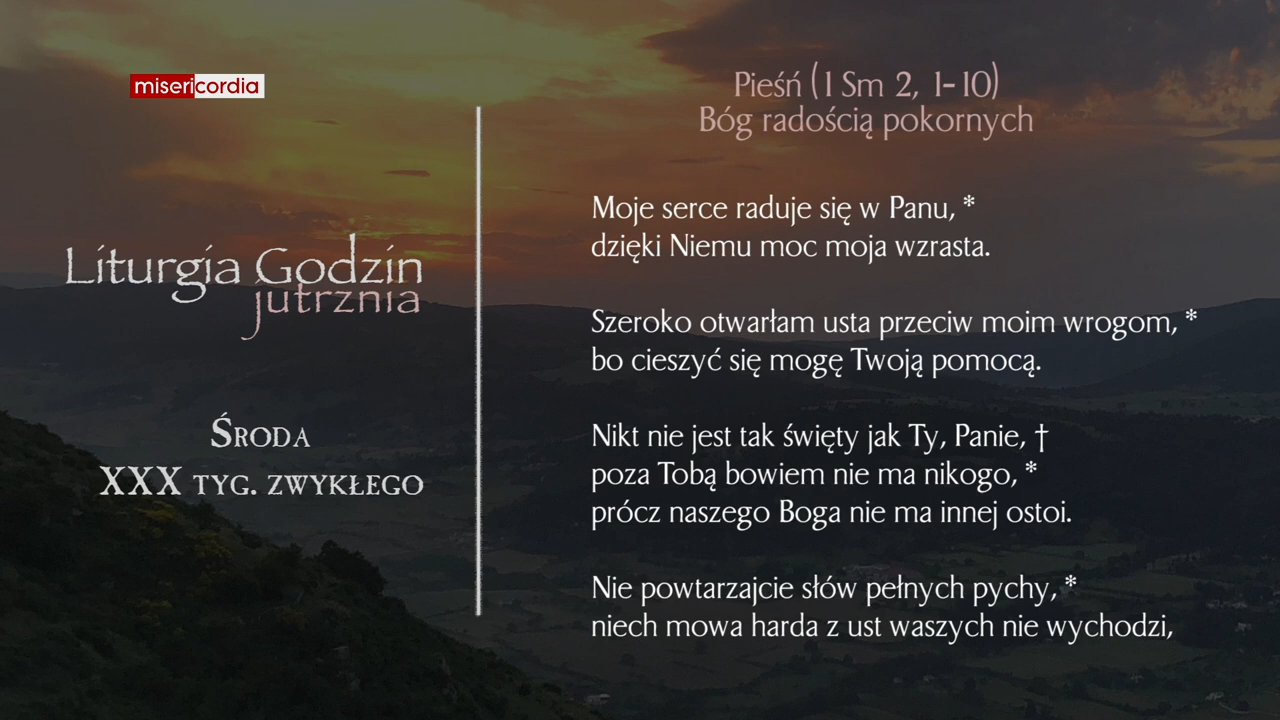 misericordia
Liturgia Godzin
jutrznia
Środa
XXX tyg. zwykłego
Pieśń (1 Sm 2, 1-10)
Bóg radością pokornych
Moje serce raduje się w Panu, *
dzięki Niemu moc moja wzrasta.
Szeroko otwarłam usta przeciw moim wrogom, *
bo cieszyć się mogę Twoją pomocą.
Nikt nie jest tak święty jak Ty, Panie, †
poza Tobą bowiem nie ma nikogo, *
prócz naszego Boga nie ma innej ostoi.
Nie powtarzajcie słów pełnych pychy, *
niech mowa harda z ust waszych nie wychodzi,